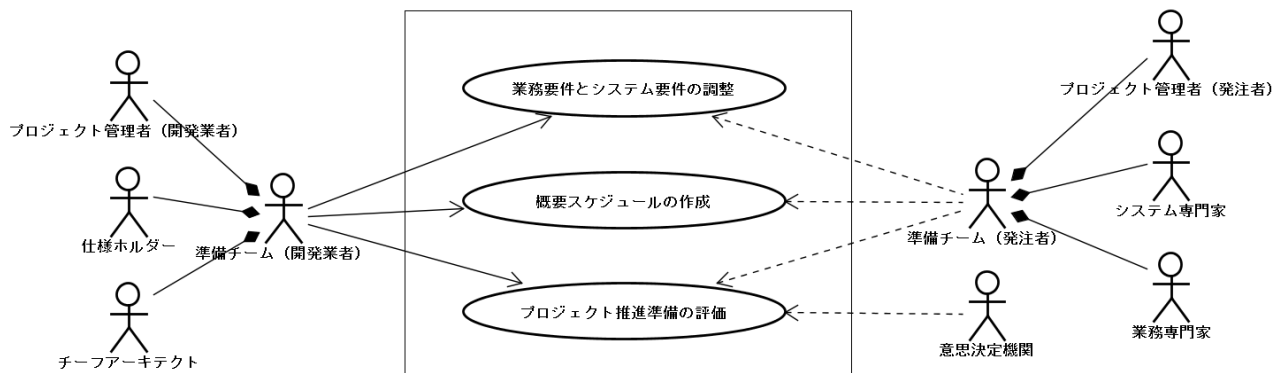 プロジェクト管理者（開発業者）
仕様ホルダー
チーフアーキテクト
準備チーム（開発業者）
業務要件とシステム要件の調整
概要スケジュールの作成
プロジェクト推進準備の評価
準備チーム（発注者）
意思決定機関
プロジェクト管理者（発注者）
システム専門家
業務専門家